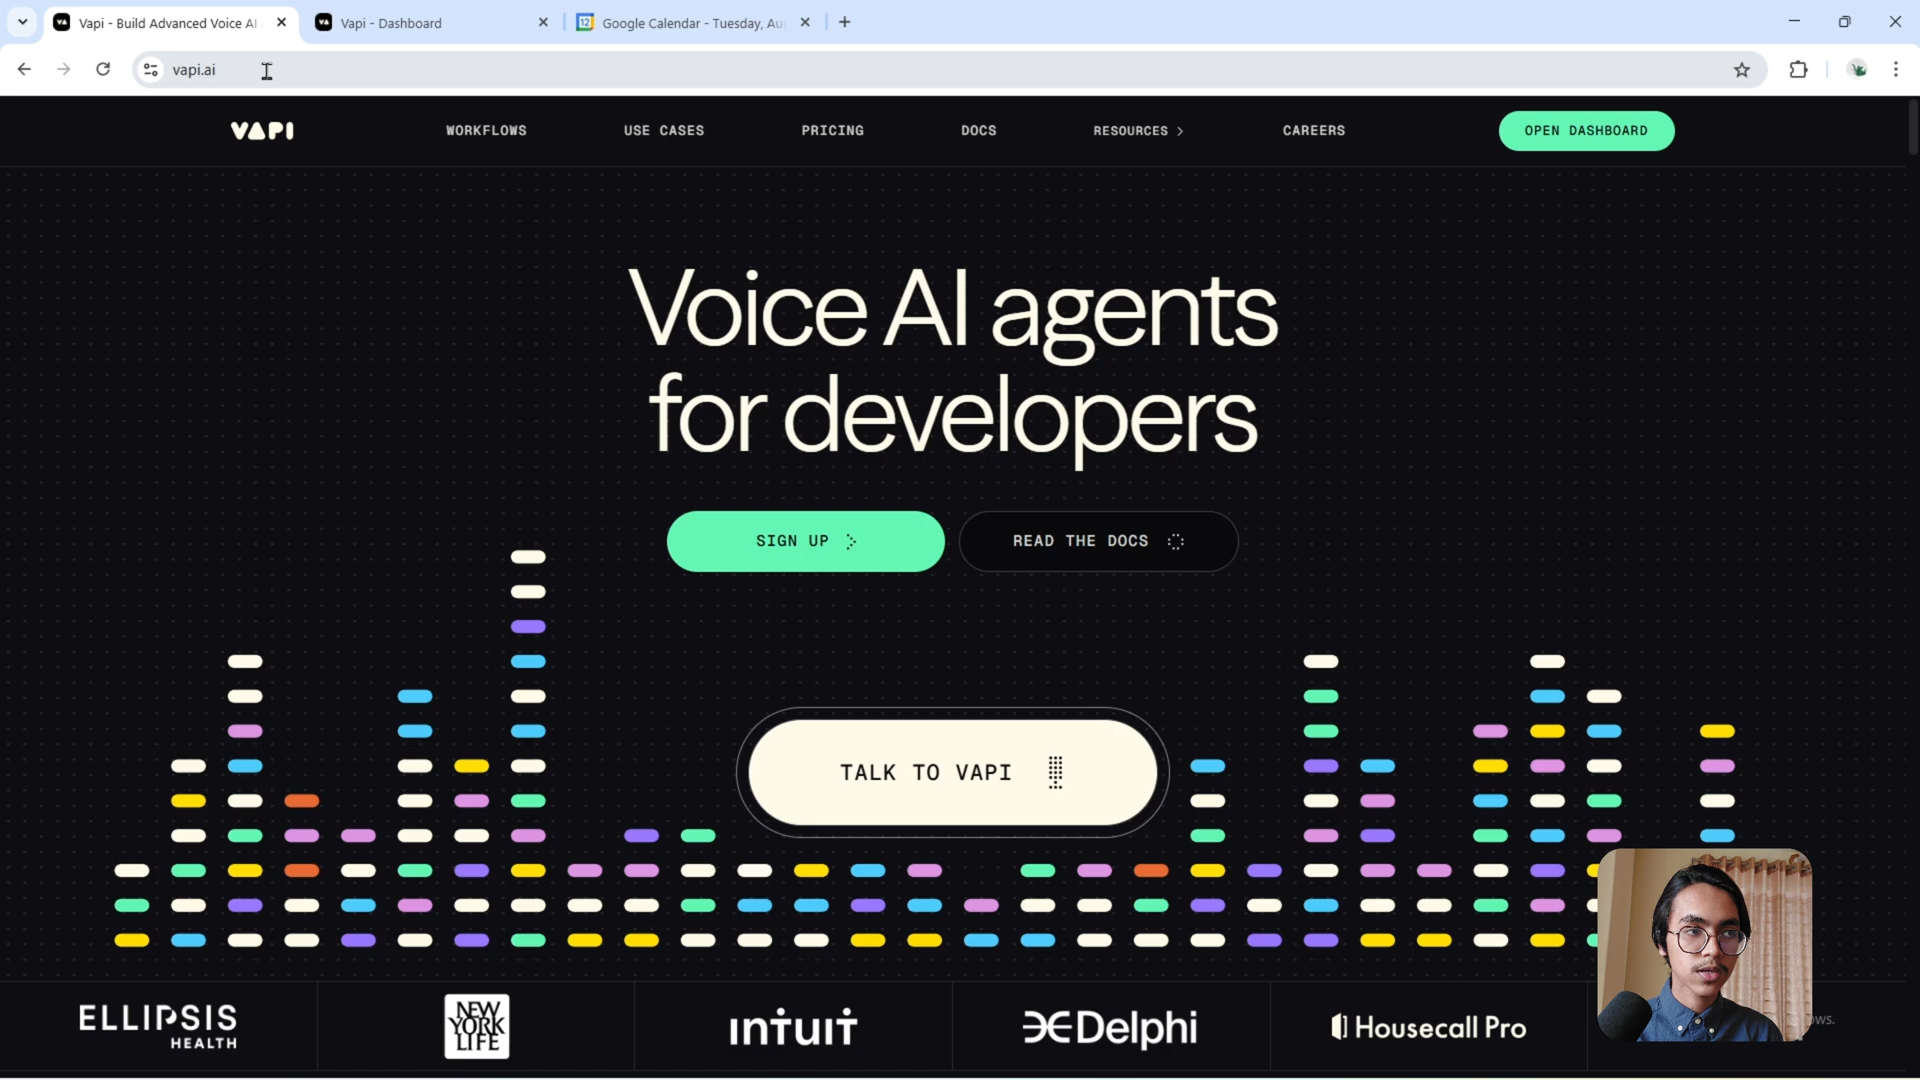 Vapi - Build Advanced Voice AI
Vapi - Dashboard
12
Google Calendar - Tuesday, Au
vapi.ai
VAPI
WORKFLOWS
USE CASES
PRICING
DOCS
RESOURCES
CAREERS
OPEN DASHBOARD
Voice AI agents
for developers
SIGN UP
READ THE DOCS
TALK TO VAPI
ELLIPSIS
HEALTH
NEW
YORK
LIFE
intuit
Delphi
Housecall Pro